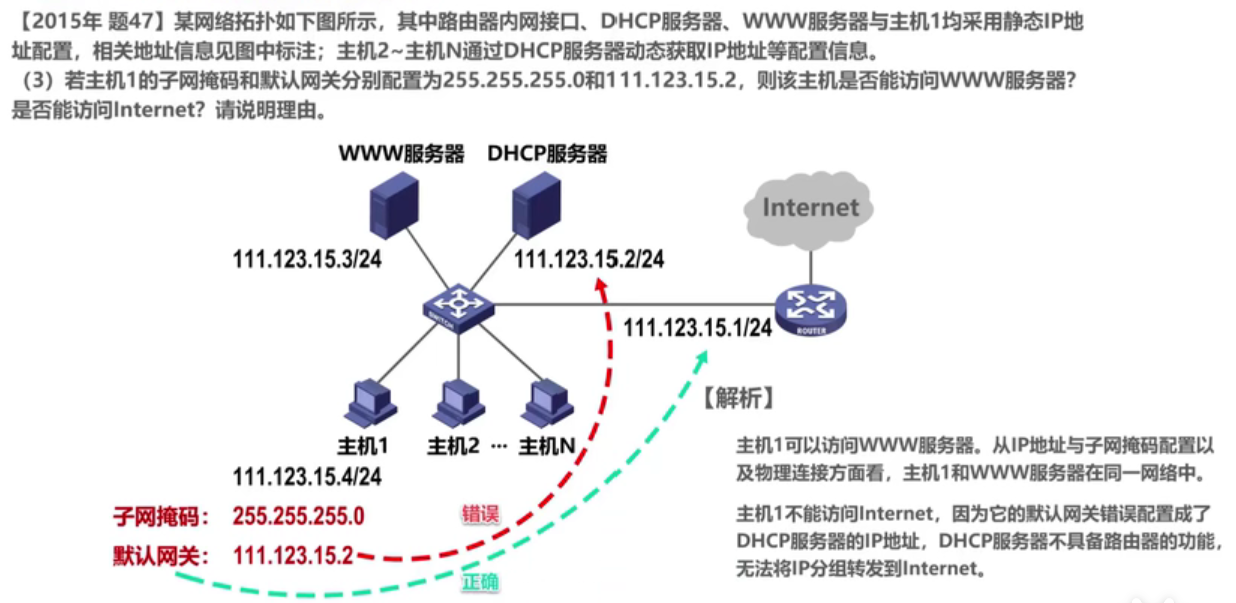 【2015年 题47】某网络拓扑如下图所示，其中路由器内网接口、DHCP服务器、WWW服务器与主机1均采用静态IP地
址配置，相关地址信息见图中标注；主机2~主机N通过DHCP服务器动态获取IP地址等配置信息。
（3）若主机1的子网掩码和默认网关分别配置为255.255.255.0和111.123.15.2，则该主机是否能访问WWW服务器？
是否能访问Internet？请说明理由。
WWW服务器 DHCP服务器
Internet
111.123.15.3/24
111.123.15.2/24
SWITCH
111.123.15.1/24
ROUTER
主机1 主机2 ··· 主机N
111.123.15.4/24
子网掩码： 255.255.255.0
错误
默认网关： 111.123.15.2
正确
【解析】
主机1可以访问WWW服务器。从IP地址与子网掩码配置以
及物理连接方面看，主机1和WWW服务器在同一网络中。
主机1不能访问Internet，因为它的默认网关错误配置成了
DHCP服务器的IP地址，DHCP服务器不具备路由器的功能，
无法将IP分组转发到Internet。